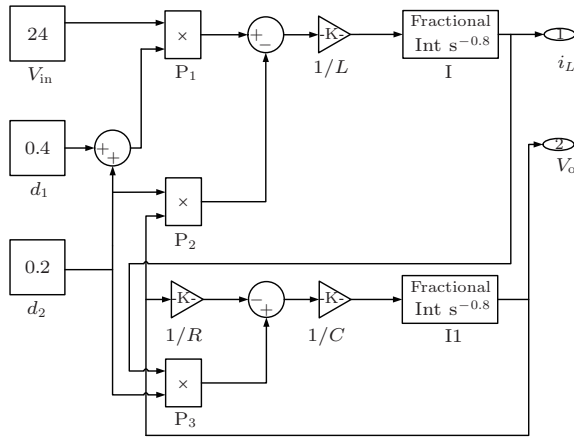 24
V_in
×
P_1
+
−
-K-
1/L
Fractional
Int s^{−0.8}
I
1
i_L
0.4
d_1
+
+
×
P_2
2
V_o
0.2
d_2
-K-
1/R
−
+
-K-
1/C
Fractional
Int s^{−0.8}
I1
×
P_3